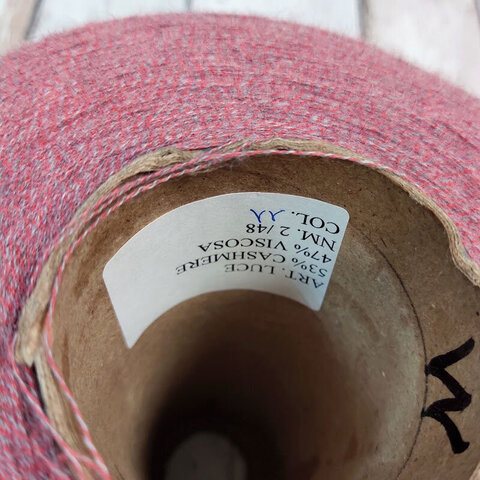 ART. LUCE
53% CASHMERE
47% VISCOSA
NM. 2/48
COL.